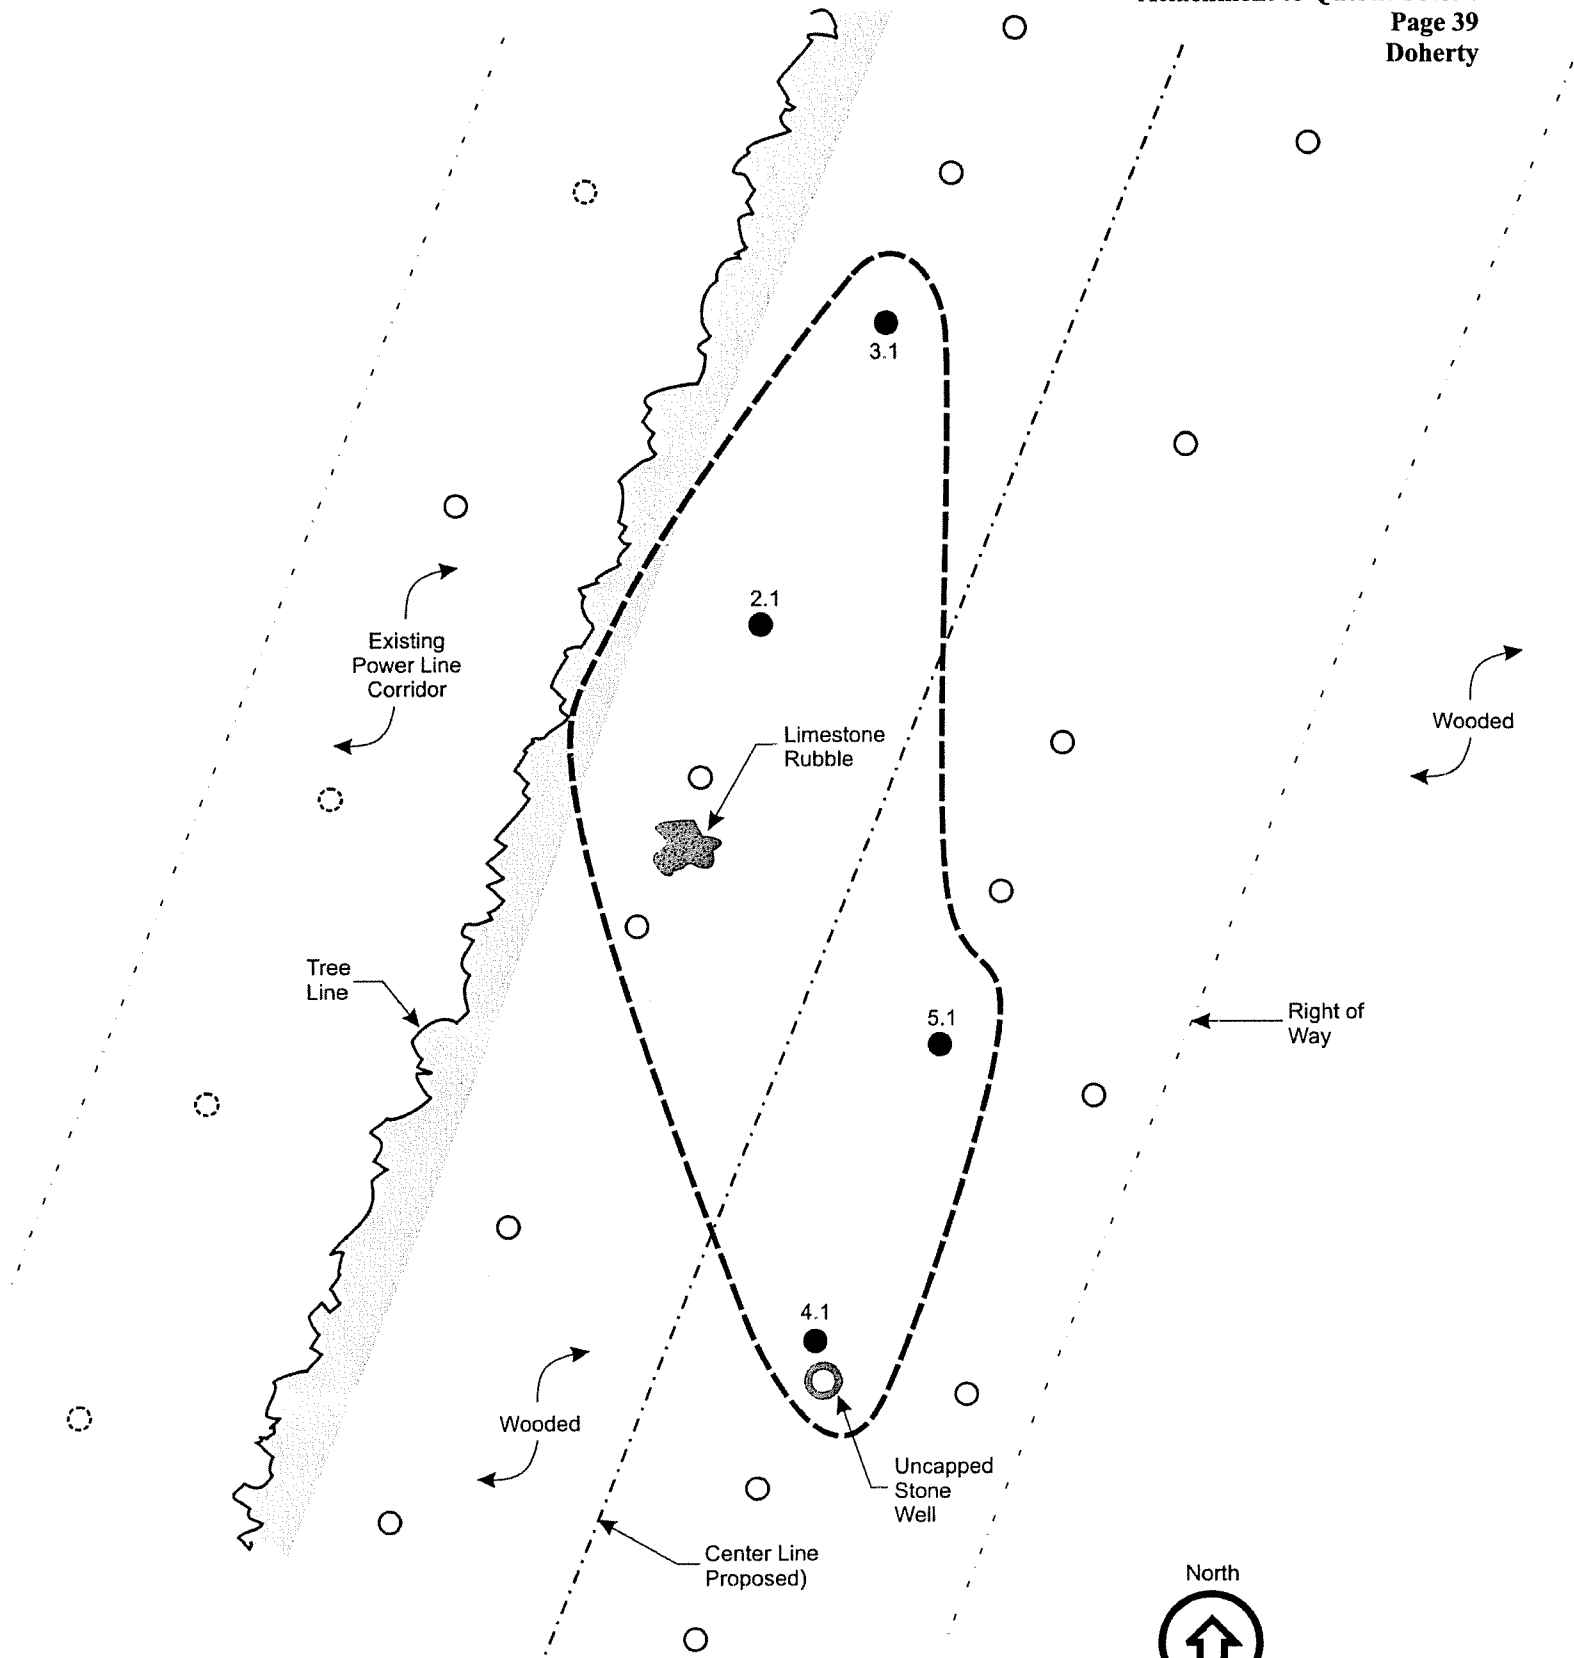 Page 39
Doherty
3.1
2.1
Existing
Power Line
Corridor
Wooded
Limestone
Rubble
Tree
Line
5.1
Right of
Way
4.1
Wooded
Uncapped
Stone
Well
Center Line
Proposed)
North